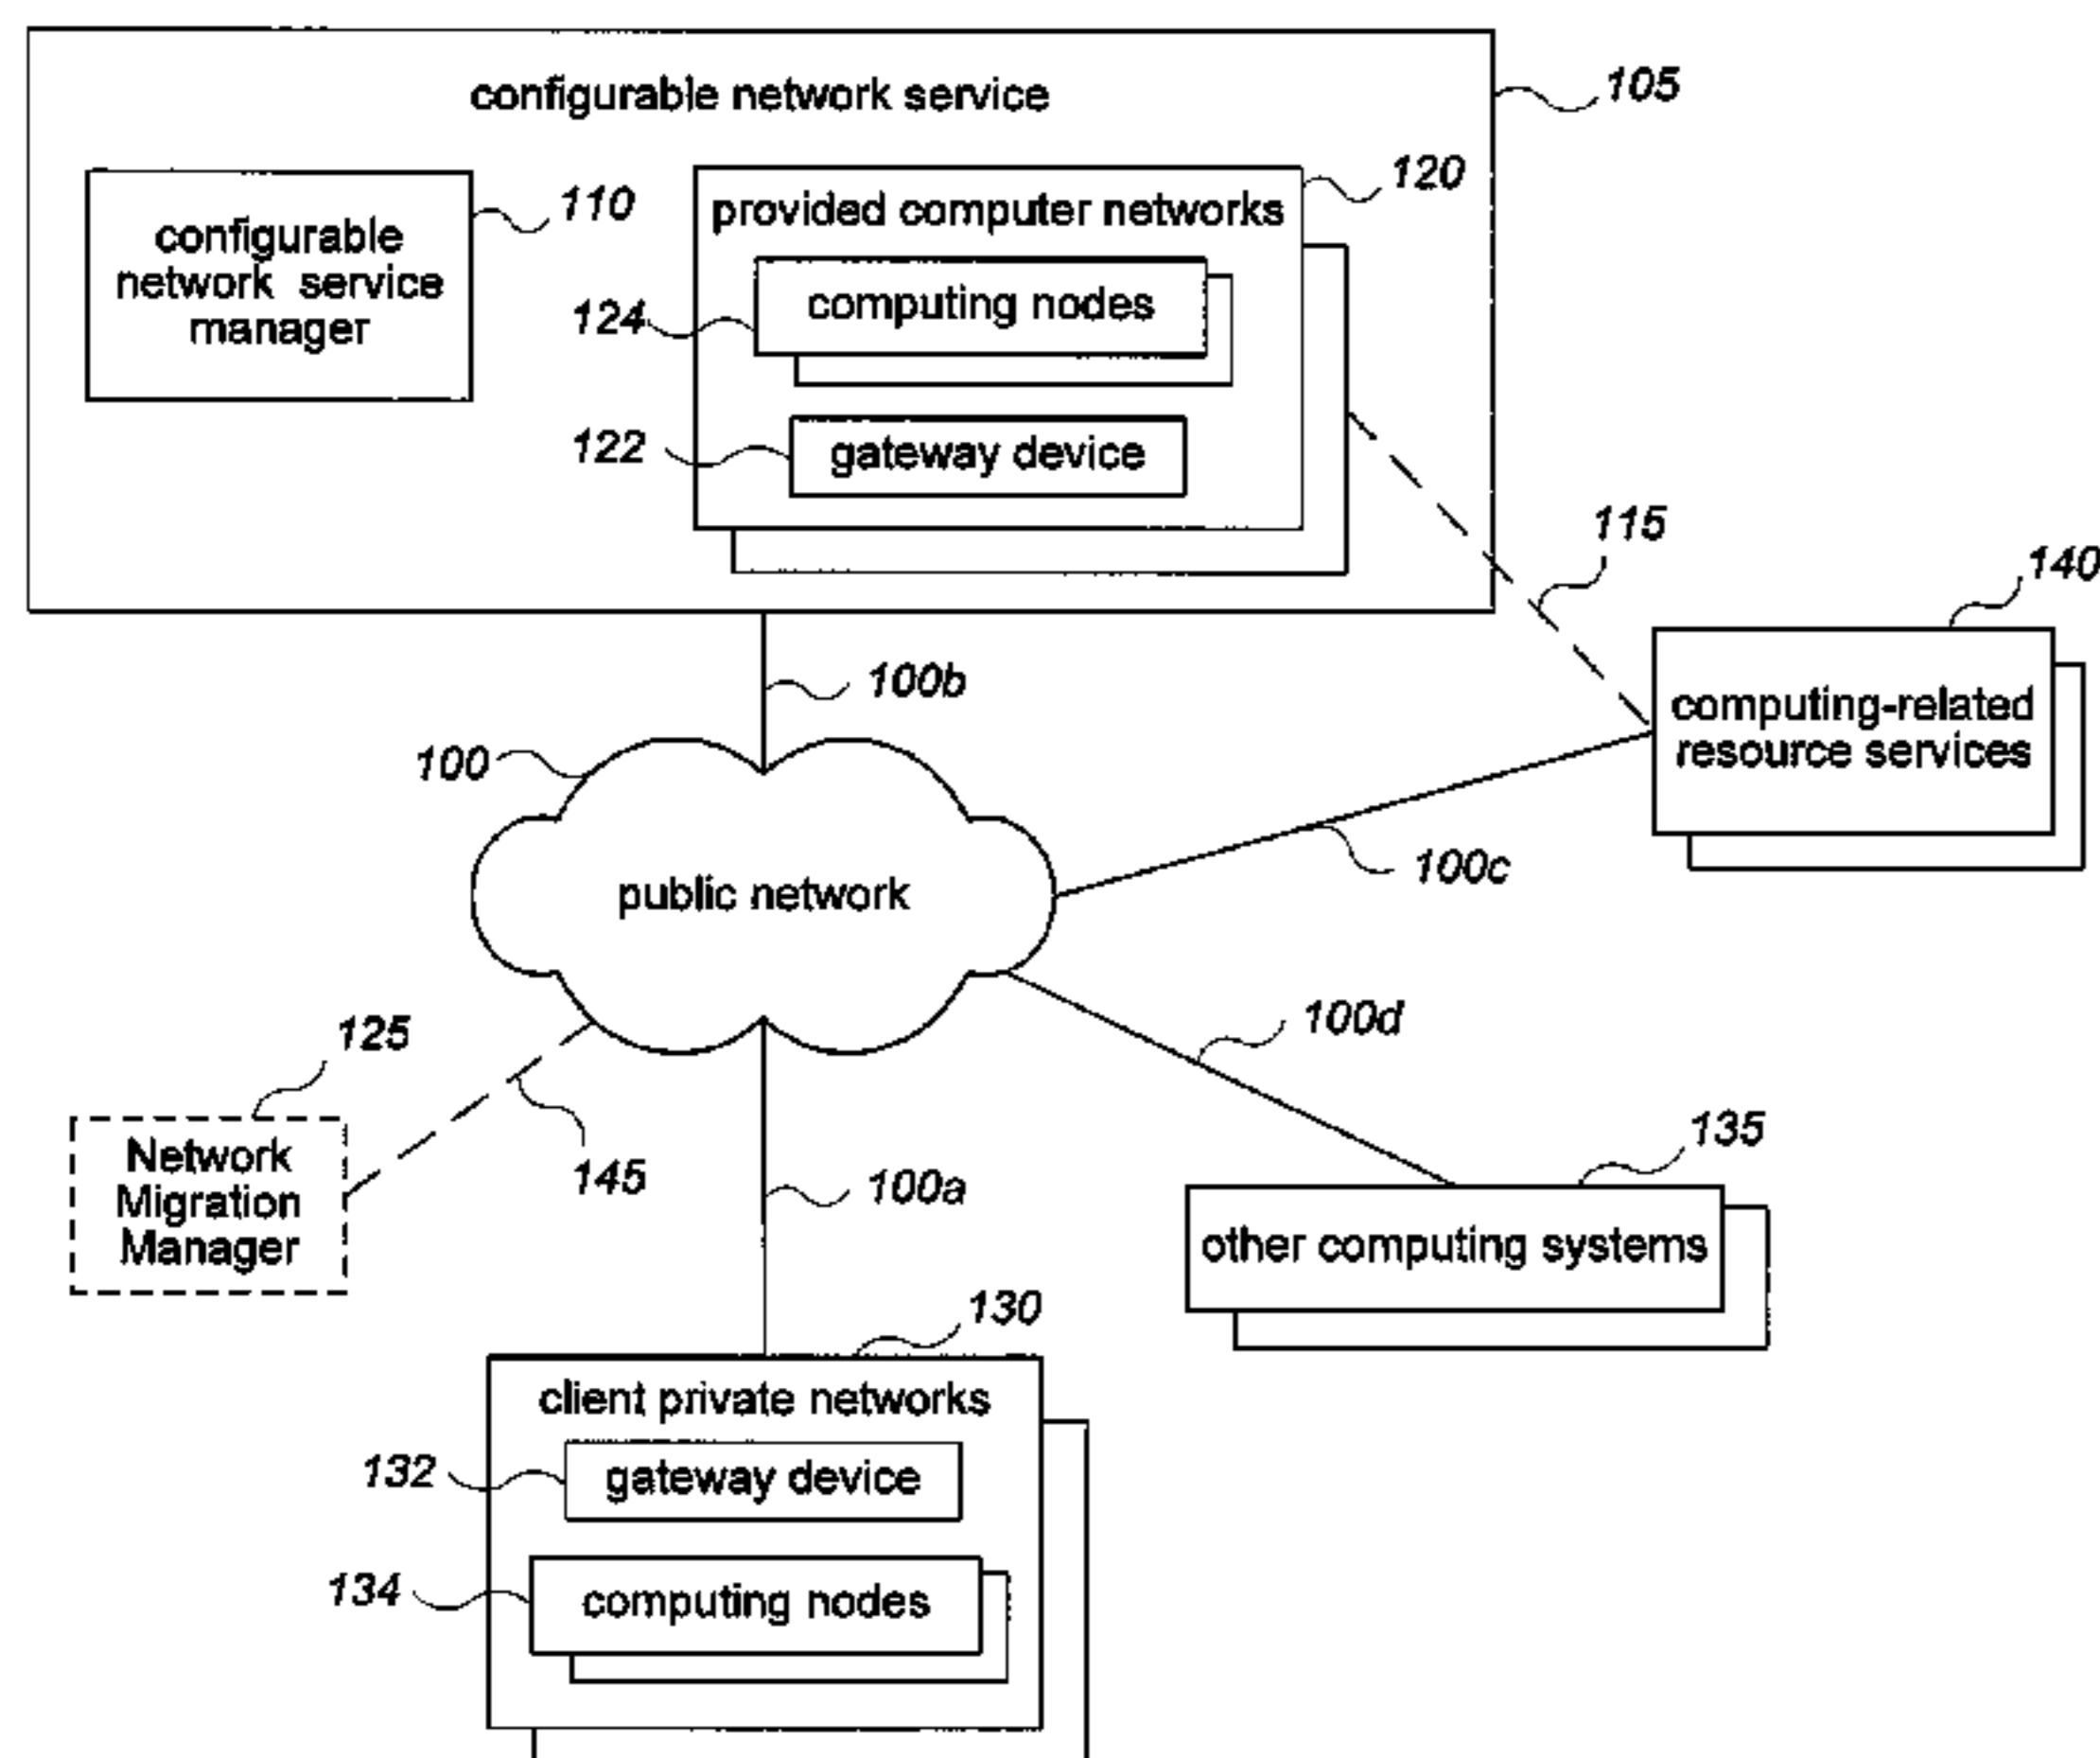 configurable network service
105
configurable
network service
manager
110
provided computer networks
120
computing nodes
124
gateway device
122
115
140
computing-related
resource services
100b
100
public network
100c
100d
125
Network
Migration
Manager
145
100a
135
other computing systems
130
client private networks
132
gateway device
134
computing nodes